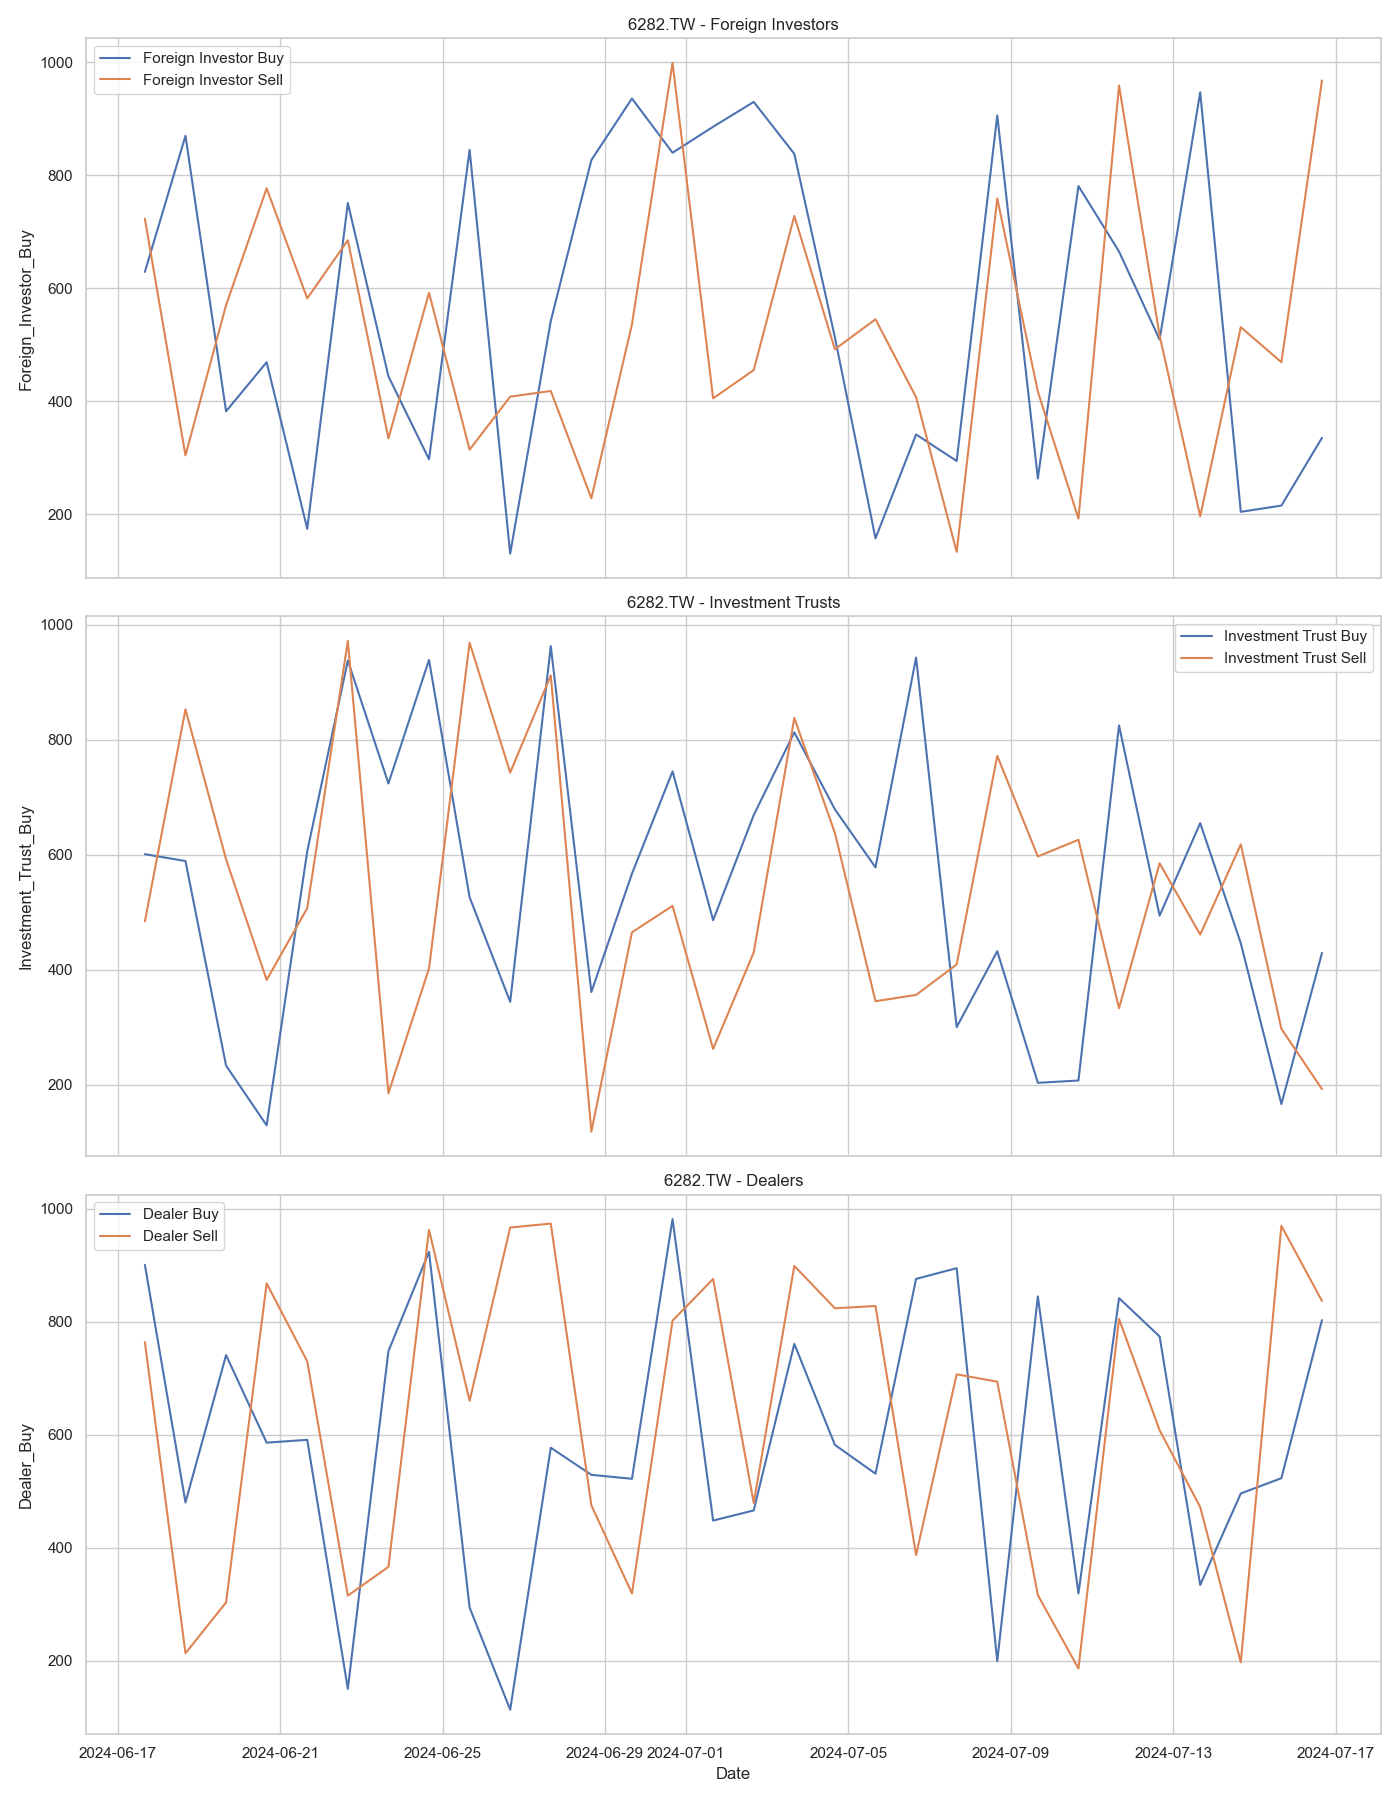 6282.TW - Foreign Investors
Foreign Investor Buy
Foreign Investor Sell
1000
800
600
400
200
Foreign_Investor_Buy
6282.TW - Investment Trusts
Investment Trust Buy
Investment Trust Sell
1000
800
600
400
200
Investment_Trust_Buy
6282.TW - Dealers
Dealer Buy
Dealer Sell
1000
800
600
400
200
Dealer_Buy
2024-06-17 2024-06-21 2024-06-25 2024-06-29 2024-07-01 2024-07-05 2024-07-09 2024-07-13 2024-07-17
Date